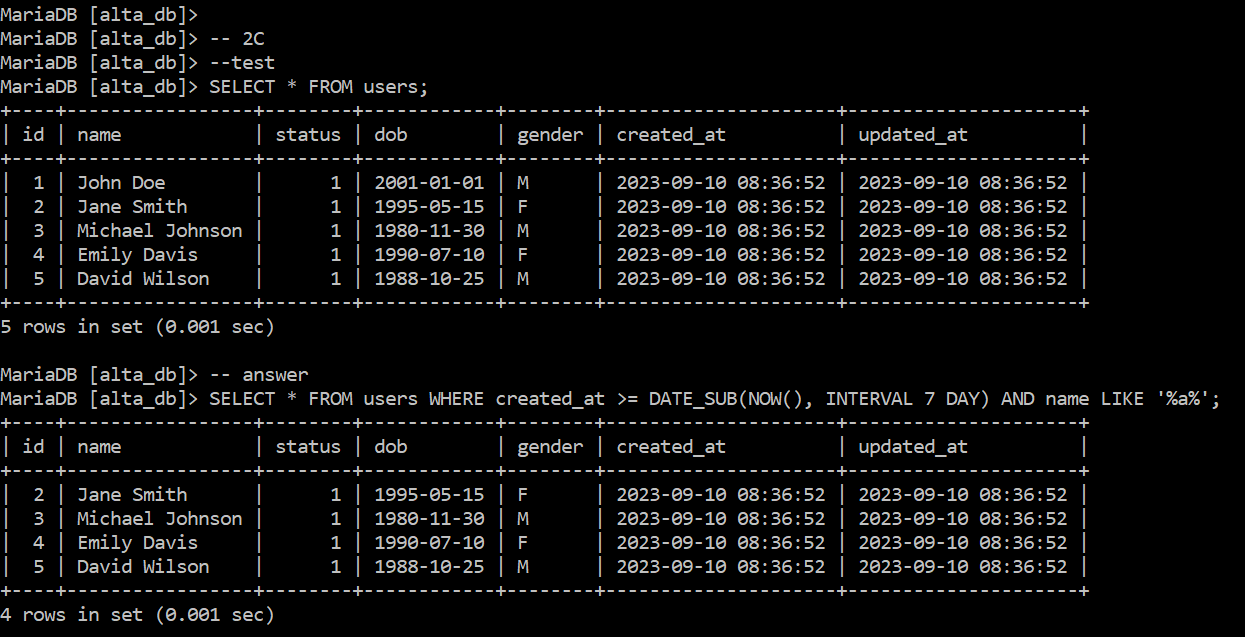 MariaDB [alta_db]>
MariaDB [alta_db]> -- 2C
MariaDB [alta_db]> --test
MariaDB [alta_db]> SELECT * FROM users;
+----+-----------------+--------+------------+--------+---------------------+---------------------+
| id | name            | status | dob        | gender | created_at          | updated_at          |
+----+-----------------+--------+------------+--------+---------------------+---------------------+
|  1 | John Doe        |      1 | 2001-01-01 | M      | 2023-09-10 08:36:52 | 2023-09-10 08:36:52 |
|  2 | Jane Smith      |      1 | 1995-05-15 | F      | 2023-09-10 08:36:52 | 2023-09-10 08:36:52 |
|  3 | Michael Johnson |      1 | 1980-11-30 | M      | 2023-09-10 08:36:52 | 2023-09-10 08:36:52 |
|  4 | Emily Davis     |      1 | 1990-07-10 | F      | 2023-09-10 08:36:52 | 2023-09-10 08:36:52 |
|  5 | David Wilson    |      1 | 1988-10-25 | M      | 2023-09-10 08:36:52 | 2023-09-10 08:36:52 |
+----+-----------------+--------+------------+--------+---------------------+---------------------+
5 rows in set (0.001 sec)

MariaDB [alta_db]> -- answer
MariaDB [alta_db]> SELECT * FROM users WHERE created_at >= DATE_SUB(NOW(), INTERVAL 7 DAY) AND name LIKE '%a%';
+----+-----------------+--------+------------+--------+---------------------+---------------------+
| id | name            | status | dob        | gender | created_at          | updated_at          |
+----+-----------------+--------+------------+--------+---------------------+---------------------+
|  2 | Jane Smith      |      1 | 1995-05-15 | F      | 2023-09-10 08:36:52 | 2023-09-10 08:36:52 |
|  3 | Michael Johnson |      1 | 1980-11-30 | M      | 2023-09-10 08:36:52 | 2023-09-10 08:36:52 |
|  4 | Emily Davis     |      1 | 1990-07-10 | F      | 2023-09-10 08:36:52 | 2023-09-10 08:36:52 |
|  5 | David Wilson    |      1 | 1988-10-25 | M      | 2023-09-10 08:36:52 | 2023-09-10 08:36:52 |
+----+-----------------+--------+------------+--------+---------------------+---------------------+
4 rows in set (0.001 sec)